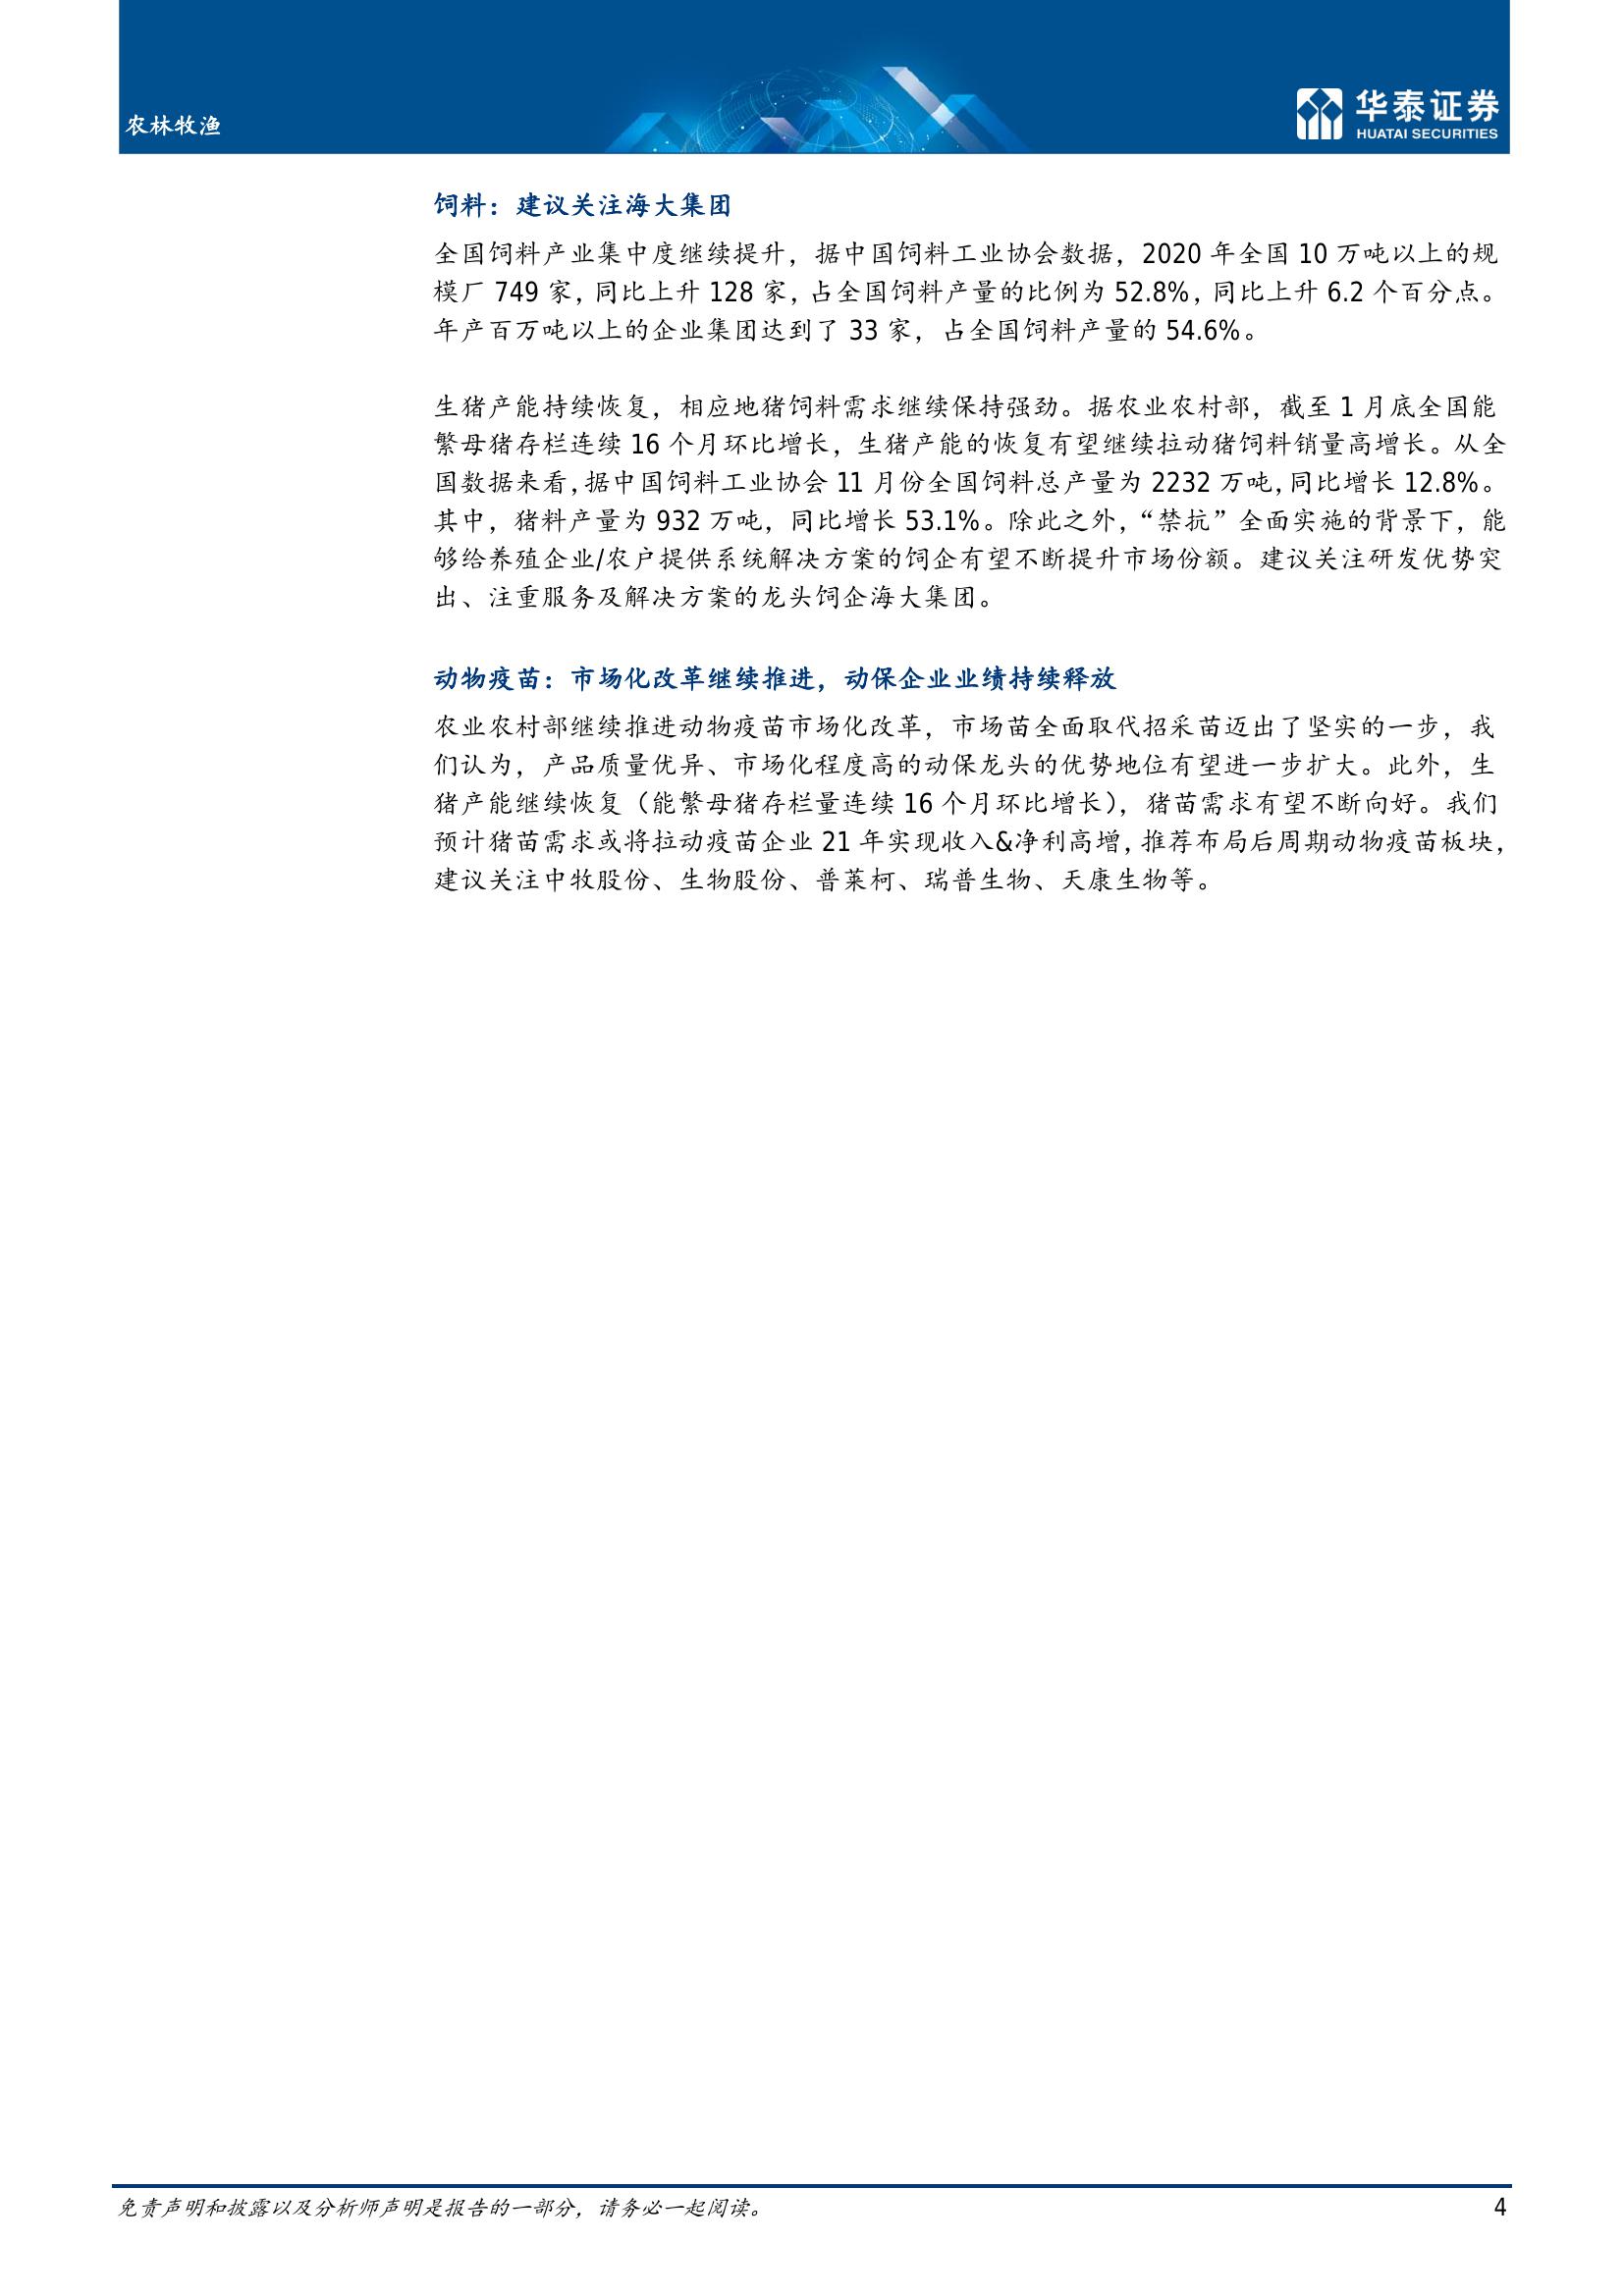 农林牧渔
华泰证券
HUATAI SECURITIES
饲料：建议关注海大集团
全国饲料产业集中度继续提升，据中国饲料工业协会数据，2020 年全国 10 万吨以上的规
模厂 749 家，同比上升 128 家，占全国饲料产量的比例为 52.8%，同比上升 6.2 个百分点。
年产百万吨以上的企业集团达到了 33 家，占全国饲料产量的 54.6%。
生猪产能持续恢复，相应地猪饲料需求继续保持强劲。据农业农村部，截至 1 月底全国能
繁母猪存栏连续 16 个月环比增长，生猪产能的恢复有望继续拉动猪饲料销量高增长。从全
国数据来看，据中国饲料工业协会 11 月份全国饲料总产量为 2232 万吨，同比增长 12.8%。
其中，猪料产量为 932 万吨，同比增长 53.1%。除此之外，“禁抗”全面实施的背景下，能
够给养殖企业/农户提供系统解决方案的饲企有望不断提升市场份额。建议关注研发优势突
出、注重服务及解决方案的龙头饲企海大集团。
动物疫苗：市场化改革继续推进，动保企业业绩持续释放
农业农村部继续推进动物疫苗市场化改革，市场苗全面取代招采苗迈出了坚实的一步，我
们认为，产品质量优异、市场化程度高的动保龙头的优势地位有望进一步扩大。此外，生
猪产能继续恢复（能繁母猪存栏量连续 16 个月环比增长），猪苗需求有望不断向好。我们
预计猪苗需求或将拉动疫苗企业 21 年实现收入&净利高增，推荐布局后周期动物疫苗板块，
建议关注中牧股份、生物股份、普莱柯、瑞普生物、天康生物等。
免责声明和披露以及分析师声明是报告的一部分，请务必一起阅读。
4